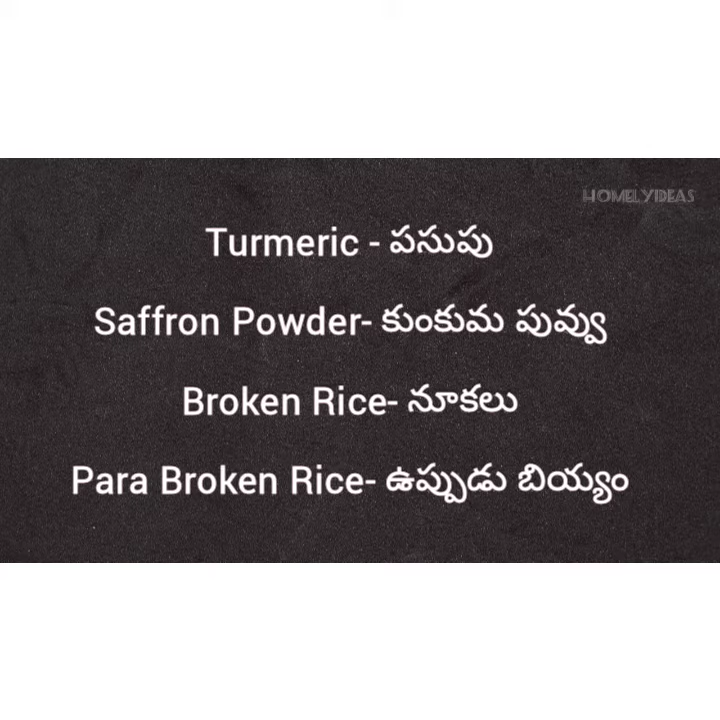 HOMELYIDEAS
Turmeric - పసుపు
Saffron Powder- కుంకుమ పువ్వు
Broken Rice- నూకలు
Para Broken Rice- ఉప్పుడు బియ్యం